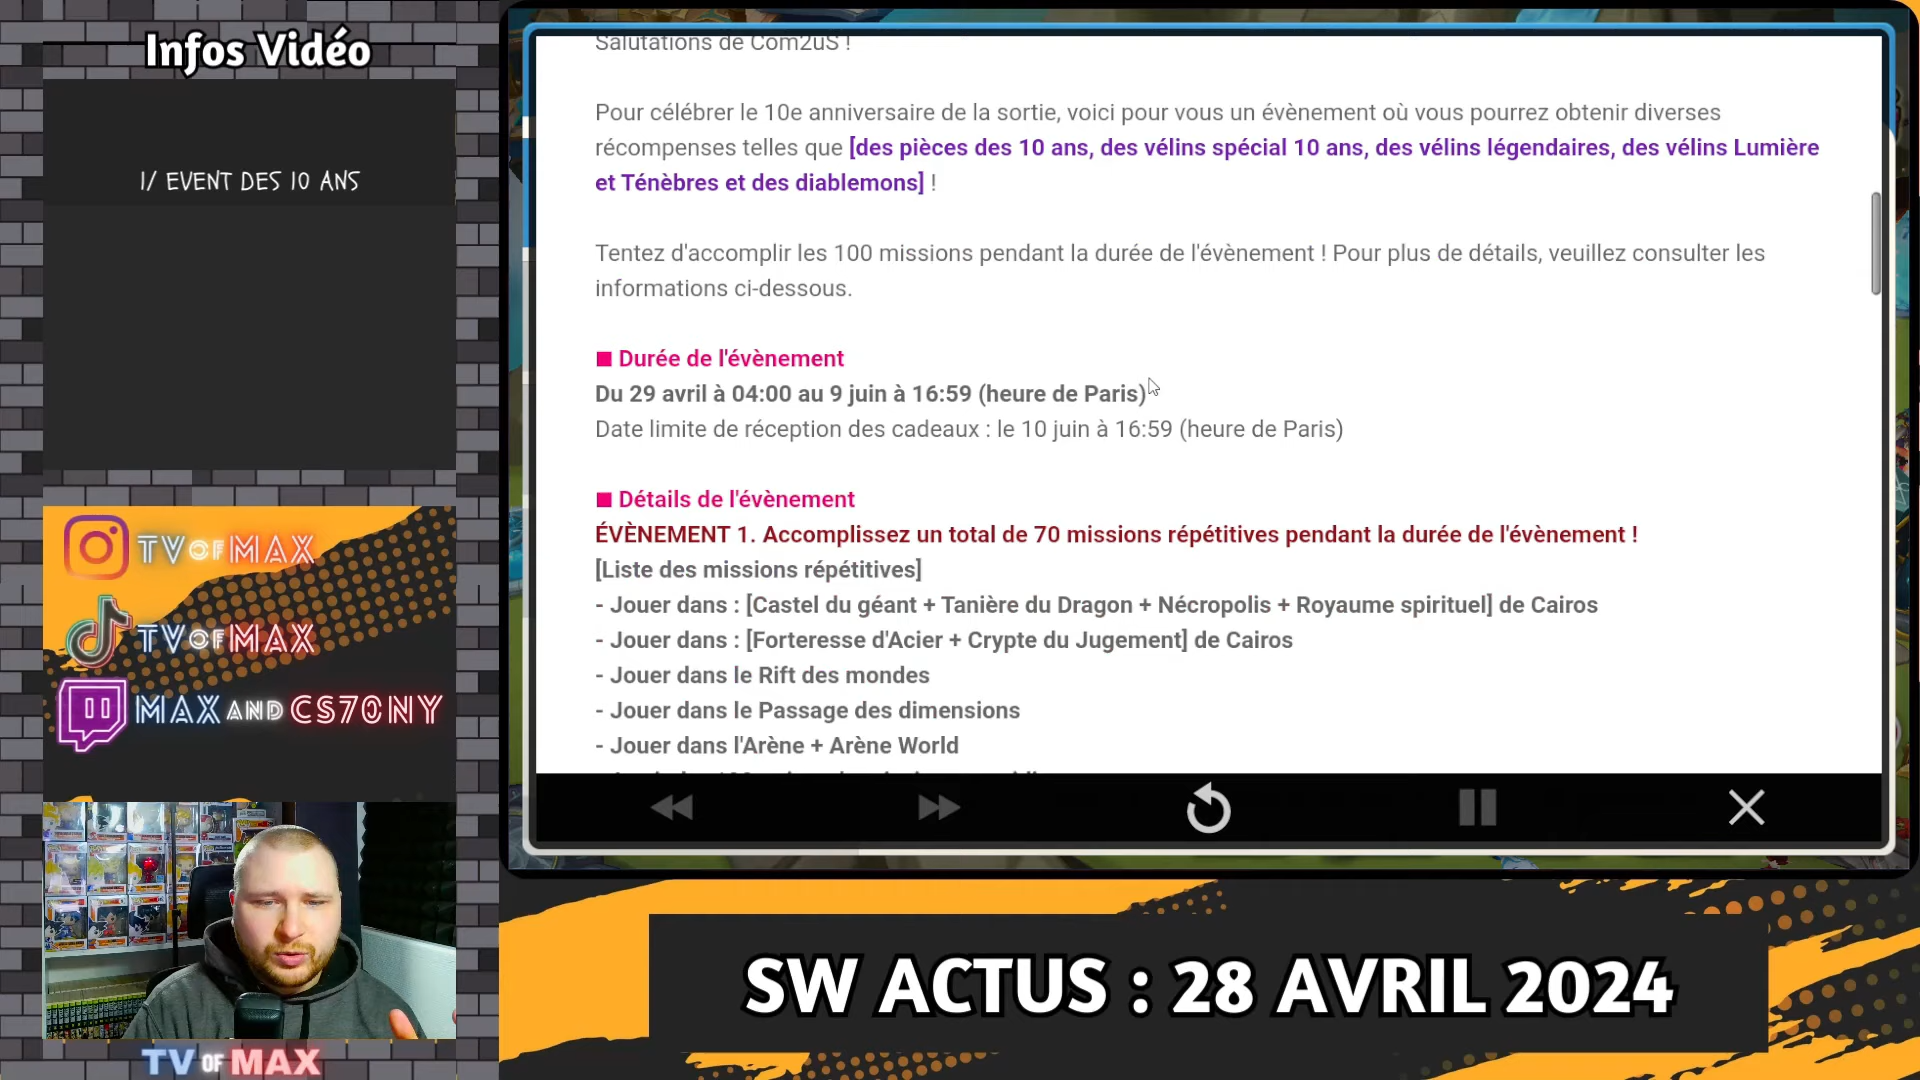 Infos Vidéo
1/ EVENT DES 10 ANS
TV OF MAX
TV OF MAX
MAX AND CS70NY
TV OF MAX
Salutations de Com2uS !
Pour célébrer le 10e anniversaire de la sortie, voici pour vous un évènement où vous pourrez obtenir diverses
récompenses telles que [des pièces des 10 ans, des vélins spécial 10 ans, des vélins légendaires, des vélins Lumière
et Ténèbres et des diablemons] !
Tentez d'accomplir les 100 missions pendant la durée de l'évènement ! Pour plus de détails, veuillez consulter les
informations ci-dessous.
■ Durée de l'évènement
Du 29 avril à 04:00 au 9 juin à 16:59 (heure de Paris)
Date limite de réception des cadeaux : le 10 juin à 16:59 (heure de Paris)
■ Détails de l'évènement
ÉVÈNEMENT 1. Accomplissez un total de 70 missions répétitives pendant la durée de l'évènement !
[Liste des missions répétitives]
- Jouer dans : [Castel du géant + Tanière du Dragon + Nécropolis + Royaume spirituel] de Cairos
- Jouer dans : [Forteresse d'Acier + Crypte du Jugement] de Cairos
- Jouer dans le Rift des mondes
- Jouer dans le Passage des dimensions
- Jouer dans l'Arène + Arène World
SW ACTUS : 28 AVRIL 2024